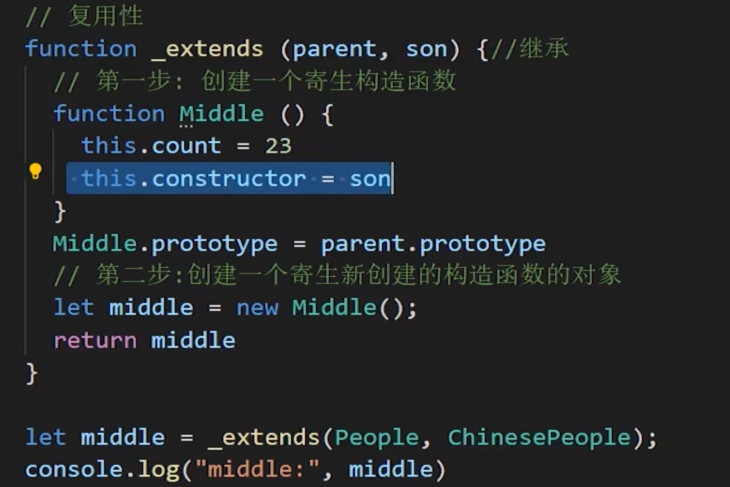 // 复用性
function _extends (parent, son) {//继承
// 第一步: 创建一个寄生构造函数
function Middle () {
this.count = 23
this.constructor = son
}
Middle.prototype = parent.prototype
// 第二步:创建一个寄生新创建的构造函数的对象
let middle = new Middle();
return middle
}
let middle = _extends(People, ChinesePeople);
console.log("middle:", middle)